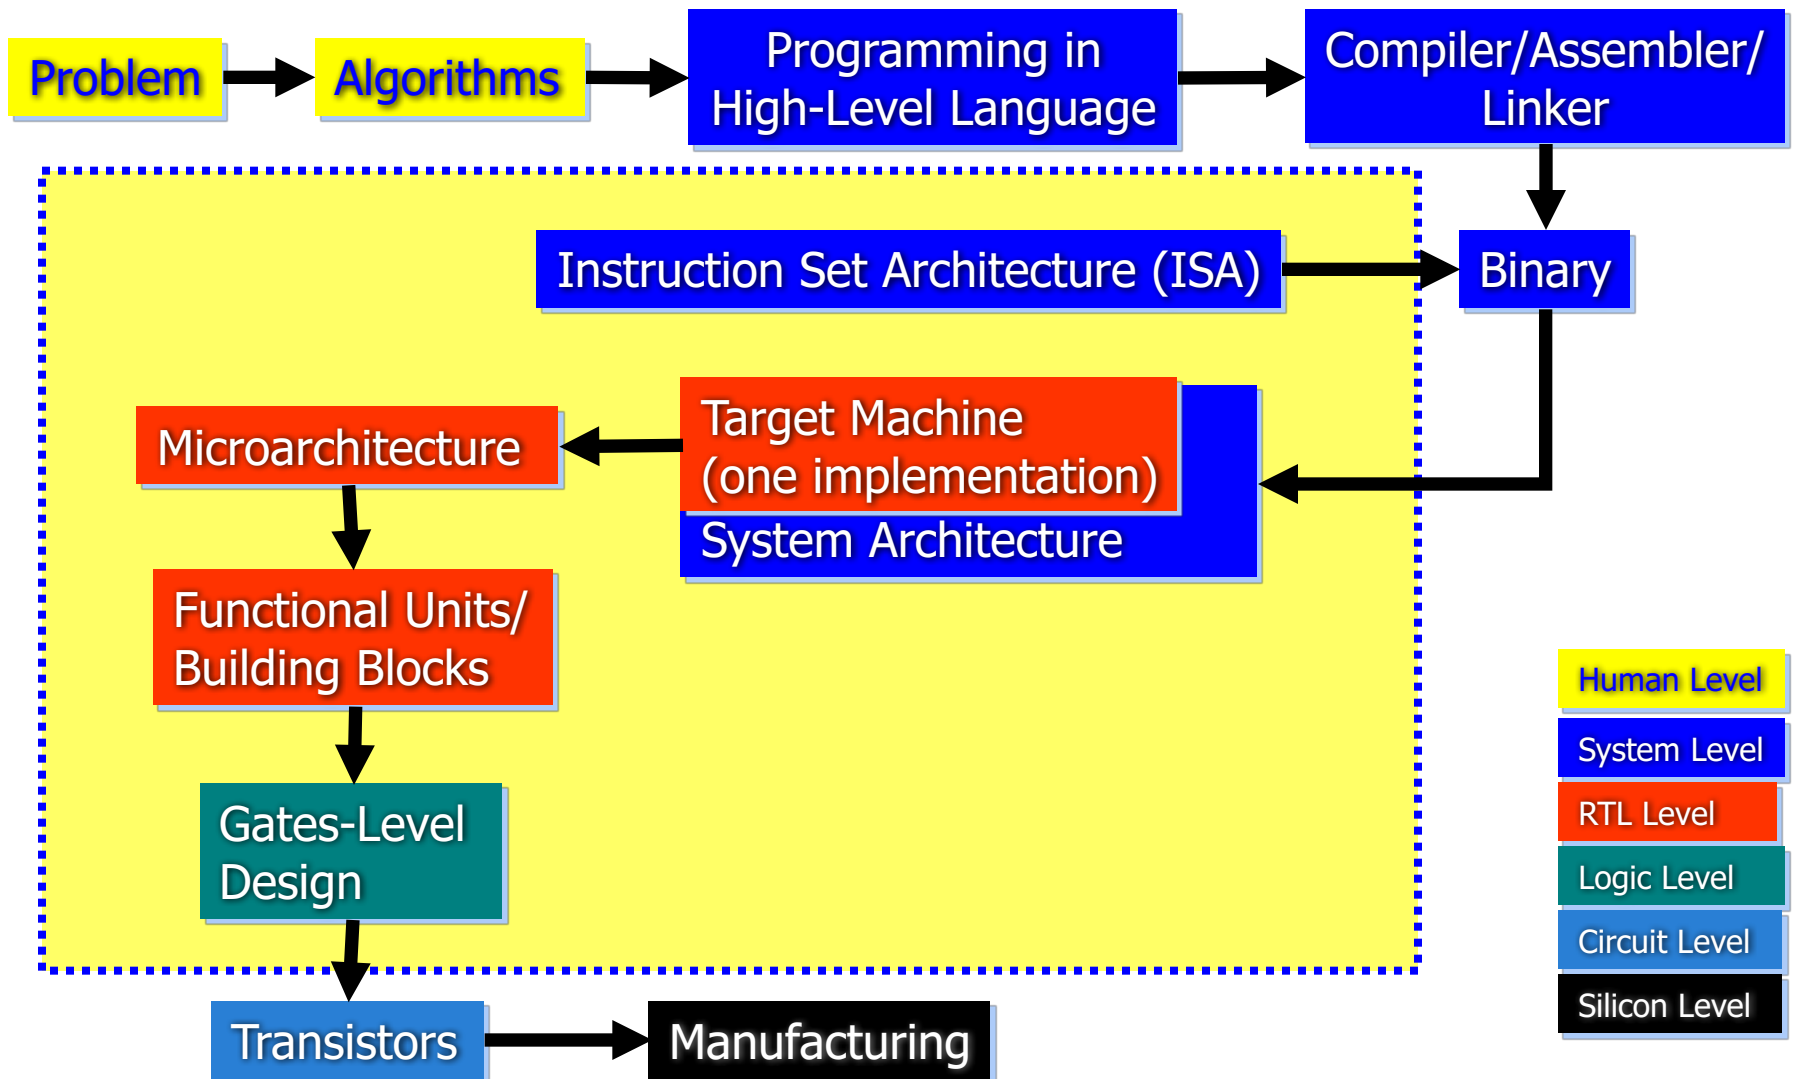 Problem
Algorithms
Programming in
High-Level Language
Compiler/Assembler/
Linker
Instruction Set Architecture (ISA)
Binary
Target Machine
(one implementation)
System Architecture
Microarchitecture
Functional Units/
Building Blocks
Gates-Level
Design
Transistors
Manufacturing
Human Level
System Level
RTL Level
Logic Level
Circuit Level
Silicon Level